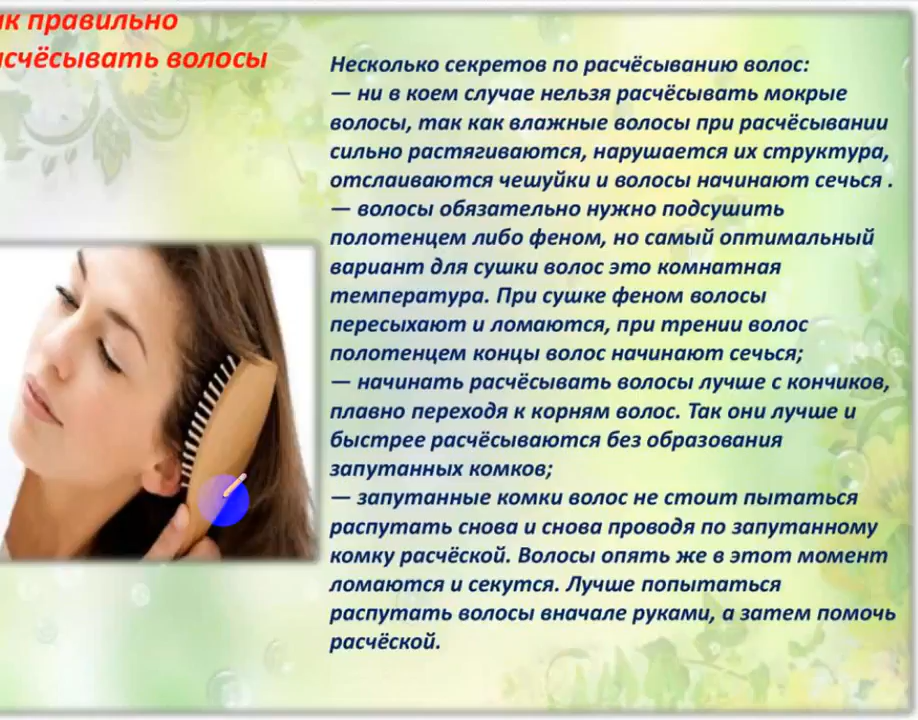 ак правильно
исчёсывать волосы
Несколько секретов по расчёсыванию волос:
— ни в коем случае нельзя расчёсывать мокрые
волосы, так как влажные волосы при расчёсывании
сильно растягиваются, нарушается их структура,
отслаиваются чешуйки и волосы начинают сечься .
— волосы обязательно нужно подсушить
полотенцем либо феном, но самый оптимальный
вариант для сушки волос это комнатная
температура. При сушке феном волосы
пересыхают и ломаются, при трении волос
полотенцем концы волос начинают сечься;
— начинать расчёсывать волосы лучше с кончиков,
плавно переходя к корням волос. Так они лучше и
быстрее расчёсываются без образования
запутанных комков;
— запутанные комки волос не стоит пытаться
распутать снова и снова проводя по запутанному
комку расчёской. Волосы опять же в этот момент
ломаются и секутся. Лучше попытаться
распутать волосы вначале руками, а затем помочь
расчёской.